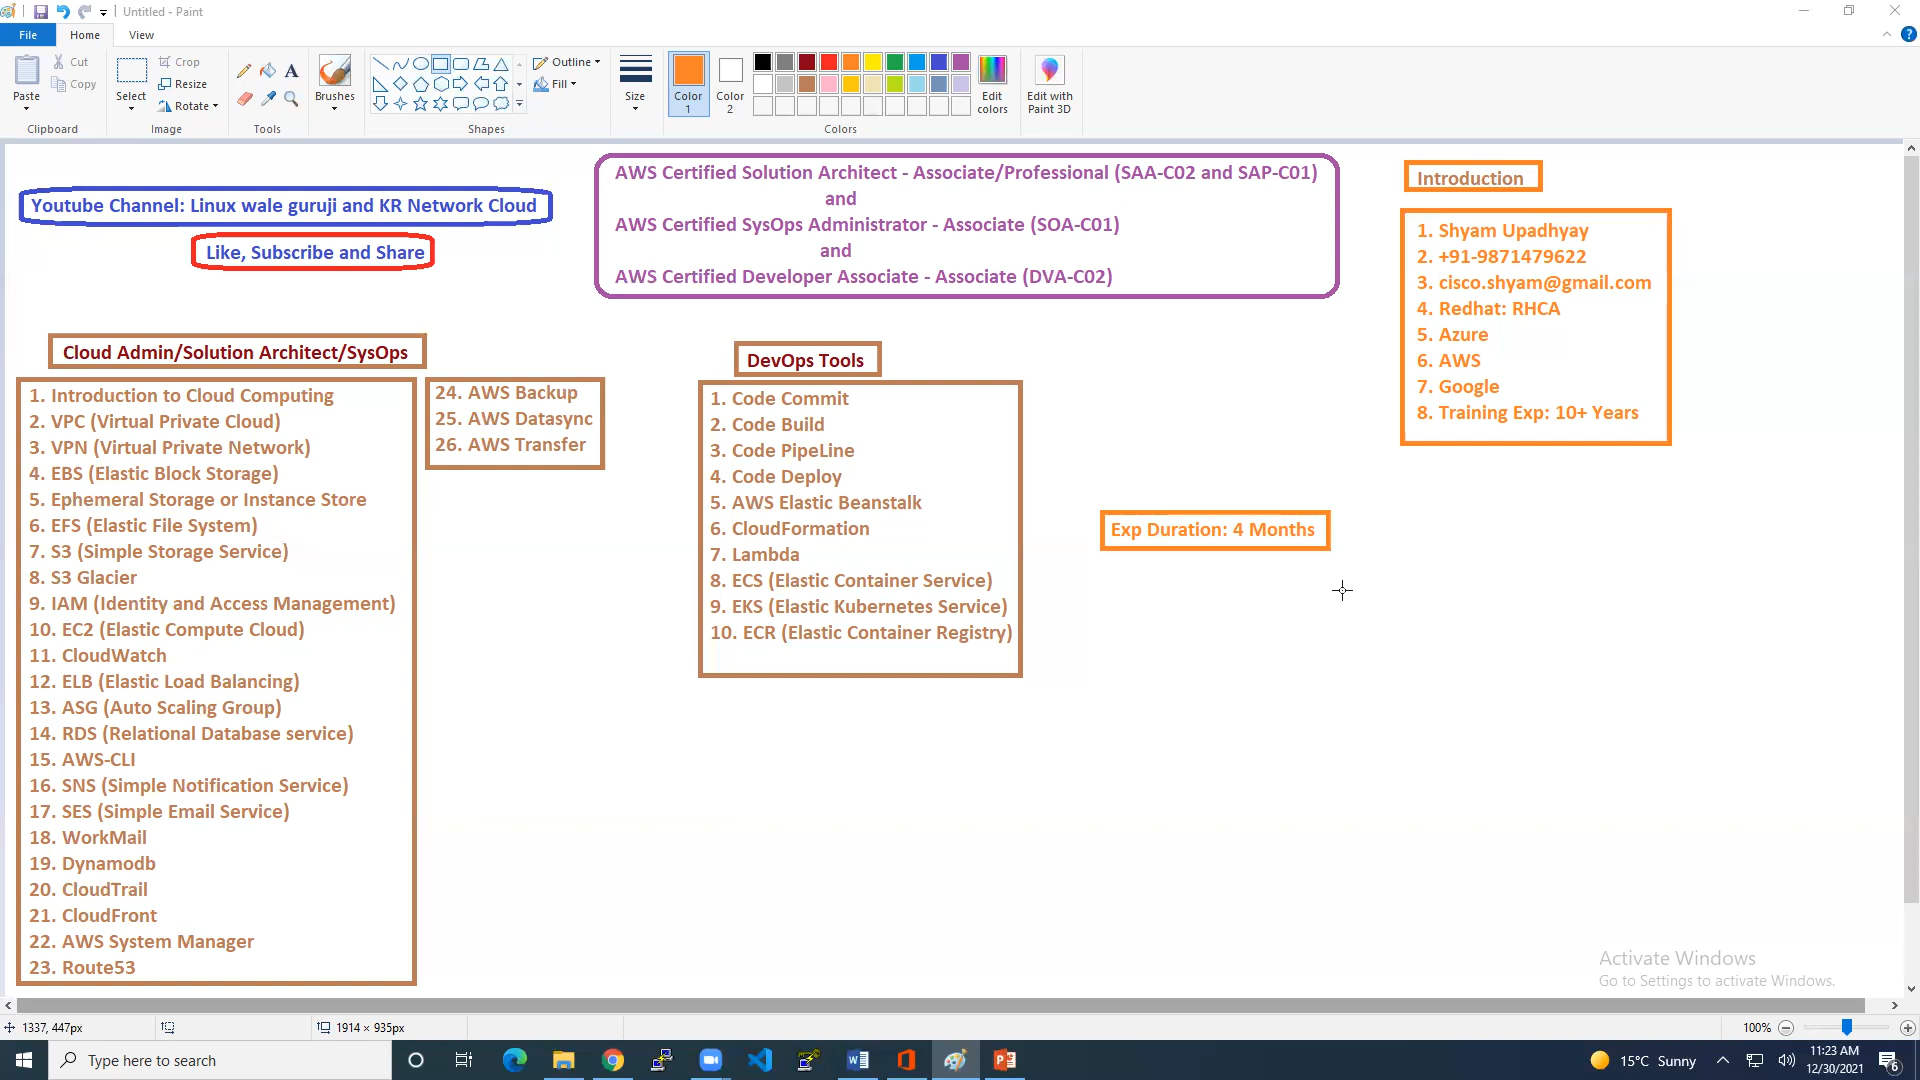 Untitled - Paint
File
Home
View
Paste
Cut
Copy
Clipboard
Select
Crop
Resize
Rotate
Image
Tools
Brushes
Shapes
Outline
Fill
Size
Color 1
Color 2
Edit colors
Colors
Edit with Paint 3D
Youtube Channel: Linux wale guruji and KR Network Cloud
Like, Subscribe and Share
AWS Certified Solution Architect - Associate/Professional (SAA-C02 and SAP-C01)
and
AWS Certified SysOps Administrator - Associate (SOA-C01)
and
AWS Certified Developer Associate - Associate (DVA-C02)
Introduction
1. Shyam Upadhyay
2. +91-9871479622
3. cisco.shyam@gmail.com
4. Redhat: RHCA
5. Azure
6. AWS
7. Google
8. Training Exp: 10+ Years
Cloud Admin/Solution Architect/SysOps
1. Introduction to Cloud Computing
2. VPC (Virtual Private Cloud)
3. VPN (Virtual Private Network)
4. EBS (Elastic Block Storage)
5. Ephemeral Storage or Instance Store
6. EFS (Elastic File System)
7. S3 (Simple Storage Service)
8. S3 Glacier
9. IAM (Identity and Access Management)
10. EC2 (Elastic Compute Cloud)
11. CloudWatch
12. ELB (Elastic Load Balancing)
13. ASG (Auto Scaling Group)
14. RDS (Relational Database service)
15. AWS-CLI
16. SNS (Simple Notification Service)
17. SES (Simple Email Service)
18. WorkMail
19. Dynamodb
20. CloudTrail
21. CloudFront
22. AWS System Manager
23. Route53
24. AWS Backup
25. AWS Datasync
26. AWS Transfer
DevOps Tools
1. Code Commit
2. Code Build
3. Code PipeLine
4. Code Deploy
5. AWS Elastic Beanstalk
6. CloudFormation
7. Lambda
8. ECS (Elastic Container Service)
9. EKS (Elastic Kubernetes Service)
10. ECR (Elastic Container Registry)
Exp Duration: 4 Months
Activate Windows
Go to Settings to activate Windows.
1337, 447px
1914 × 935px
100%
Type here to search
15°C Sunny
11:23 AM
12/30/2021
6